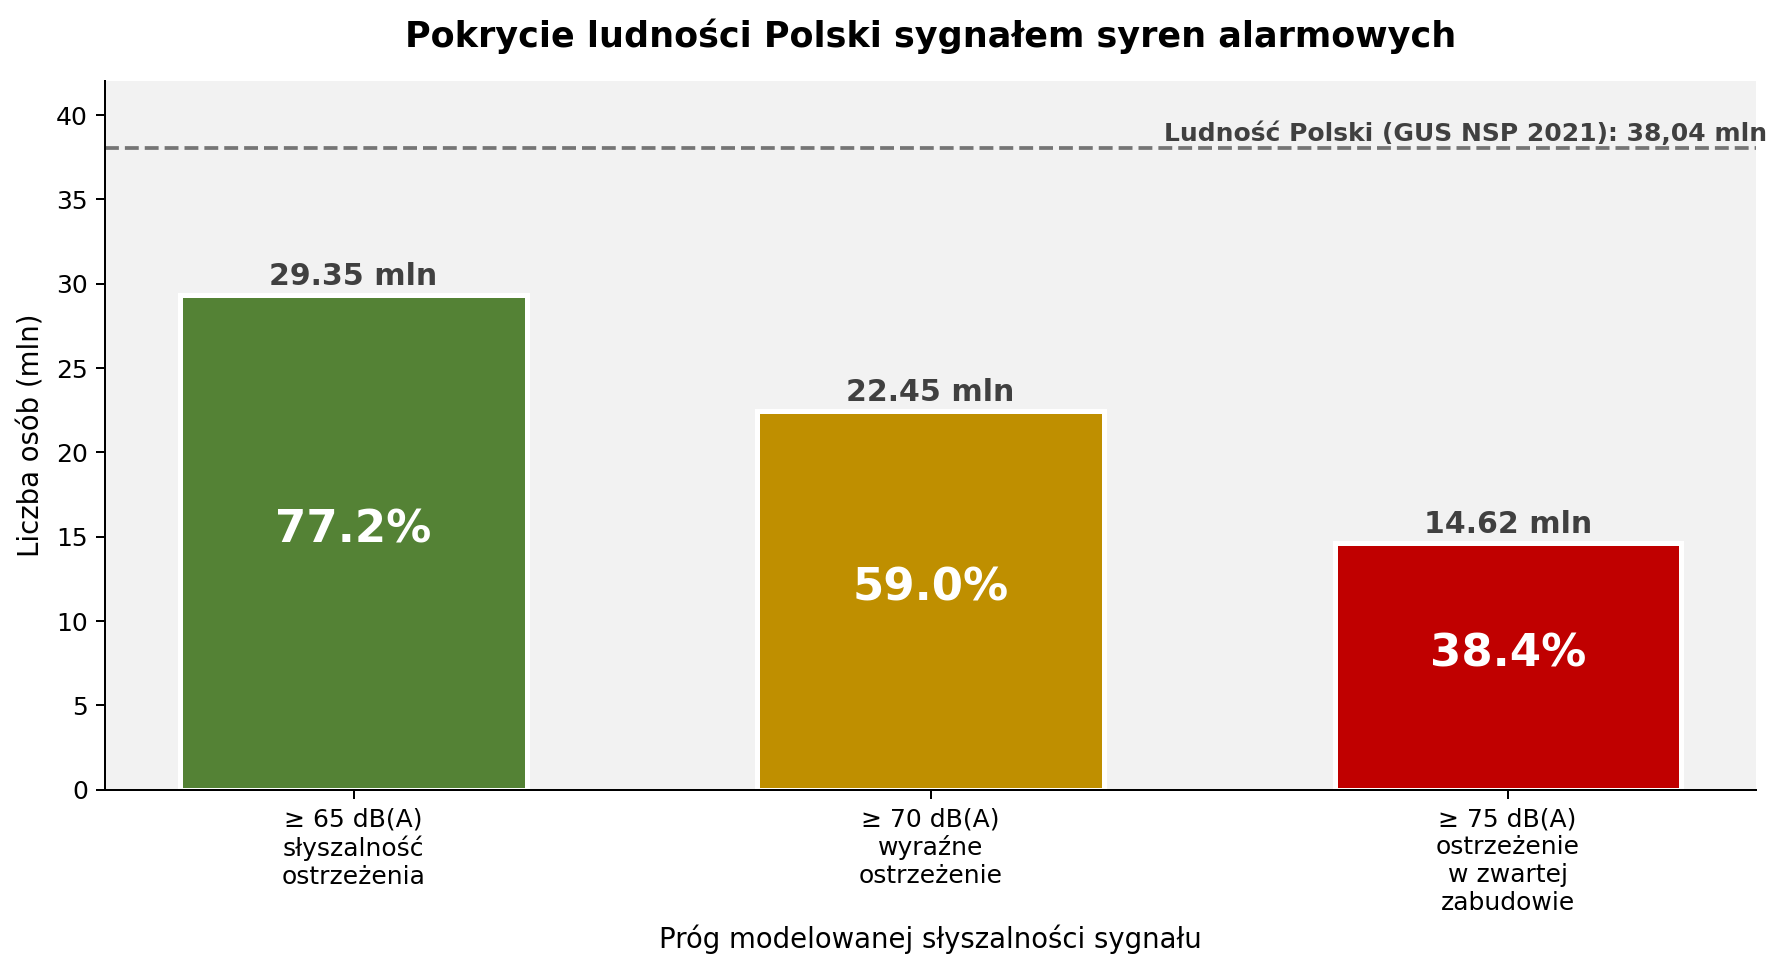 Pokrycie ludności Polski sygnałem syren alarmowych
Ludność Polski (GUS NSP 2021): 38,04 mln
Liczba osób (mln)
40
35
30
25
20
15
10
5
0
29.35 mln
77.2%
22.45 mln
59.0%
14.62 mln
38.4%
≥ 65 dB(A)
słyszalność
ostrzeżenia
≥ 70 dB(A)
wyraźne
ostrzeżenie
≥ 75 dB(A)
ostrzeżenie
w zwartej
zabudowie
Próg modelowanej słyszalności sygnału